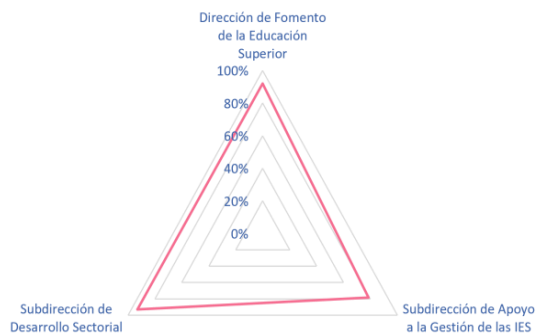 Dirección de Fomento
de la Educación
Superior
100%
80%
60%
40%
20%
0%
Subdirección de
Desarrollo Sectorial
Subdirección de Apoyo
a la Gestión de las IES